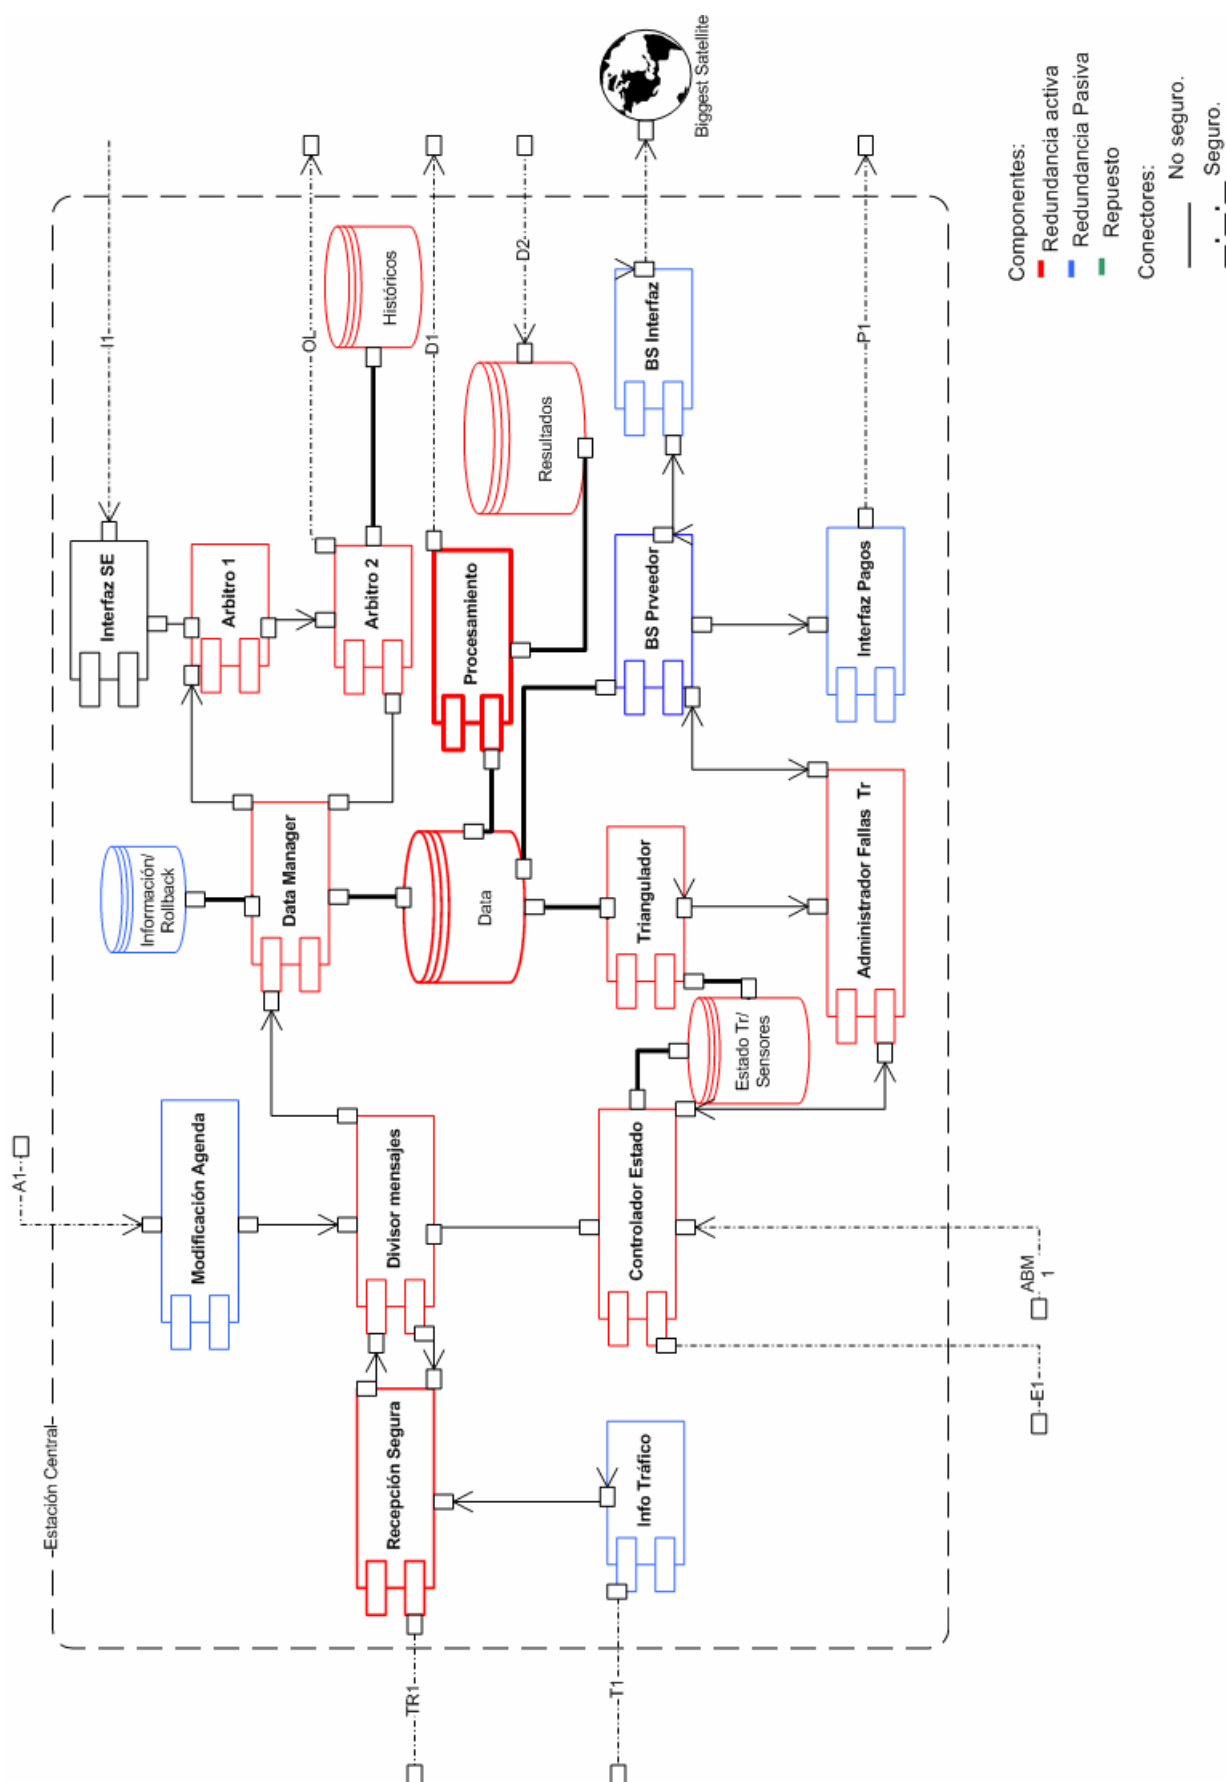 Estación Central
A1
I1
OL
D1
D2
P1
TR1
T1
E1
ABM
1
Modificación Agenda
Información/
Rollback
Interfaz SE
Arbitro 1
Arbitro 2
Históricos
Data Manager
Divisor mensajes
Recepción Segura
Procesamiento
Resultados
Data
Triangulador
Estado Tr/
Sensores
Controlador Estado
Info Tráfico
BS Prveedor
BS Interfaz
Biggest Satellite
Interfaz Pagos
Administrador Fallas Tr
Componentes:
Redundancia activa
Redundancia Pasiva
Repuesto
Conectores:
No seguro.
Seguro.